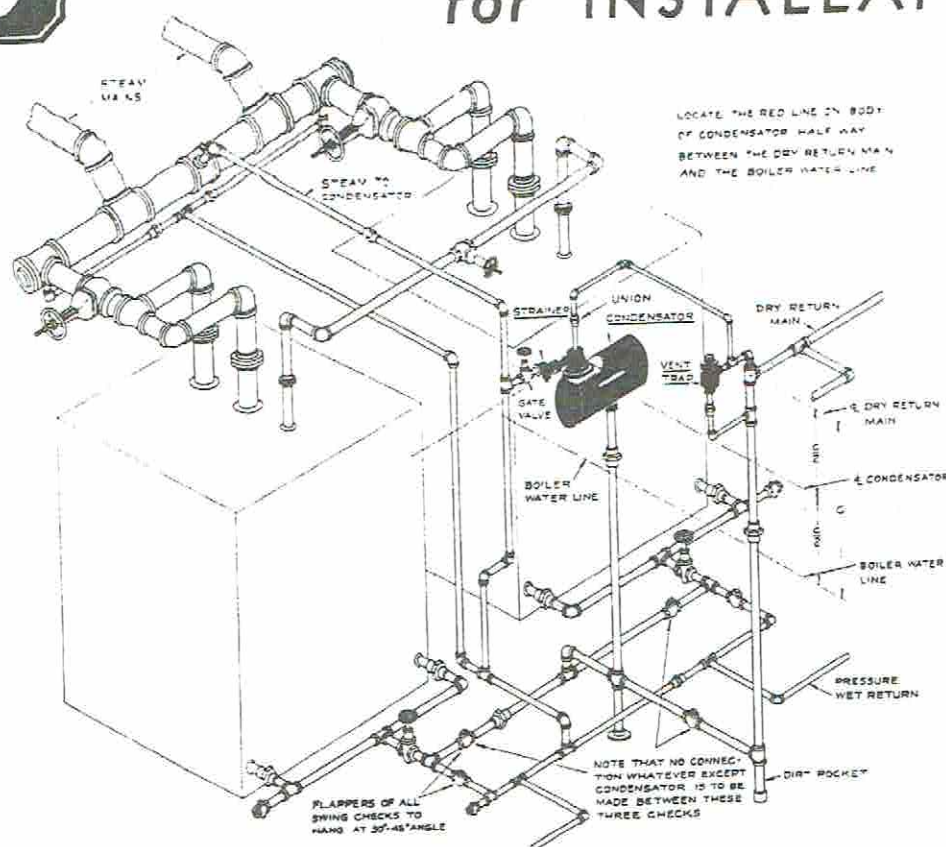 for INSTALLAT
STEAM
MAINS
LOCATE THE RED LINE ON BODY
OF CONDENSATOR HALF WAY
BETWEEN THE DRY RETURN MAIN
AND THE BOILER WATER LINE
STEAM TO
CONDENSATOR
STRAINER
UNION
CONDENSATOR
DRY RETURN
MAIN
VENT
TRAP
GATE
VALVE
℄ DRY RETURN
MAIN
BOILER
WATER LINE
℄ CONDENSATOR
G
BOILER WATER
LINE
PRESSURE
WET RETURN
NOTE THAT NO CONNEC-
TION WHATEVER EXCEPT
CONDENSATOR IS TO BE
MADE BETWEEN THESE
THREE CHECKS
DIRT POCKET
FLAPPERS OF ALL
SWING CHECKS TO
HANG AT 30°-45° ANGLE